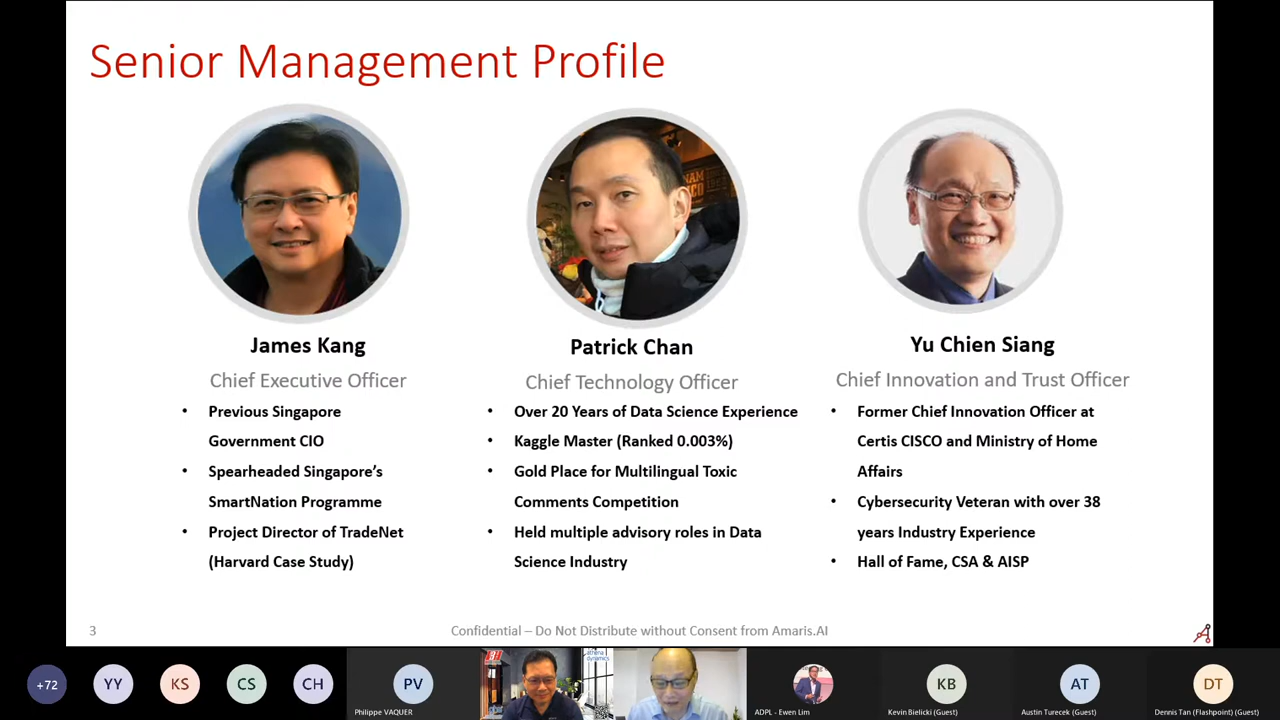 Senior Management Profile
James Kang
Chief Executive Officer
• Previous Singapore
Government CIO
• Spearheaded Singapore's
SmartNation Programme
• Project Director of TradeNet
(Harvard Case Study)
Patrick Chan
Chief Technology Officer
• Over 20 Years of Data Science Experience
• Kaggle Master (Ranked 0.003%)
• Gold Place for Multilingual Toxic
Comments Competition
• Held multiple advisory roles in Data
Science Industry
Yu Chien Siang
Chief Innovation and Trust Officer
• Former Chief Innovation Officer at
Certis CISCO and Ministry of Home
Affairs
• Cybersecurity Veteran with over 38
years Industry Experience
• Hall of Fame, CSA & AISP
3
Confidential – Do Not Distribute without Consent from Amaris.AI
+72
YY
KS
CS
CH
PV
Philippe VAQUER
athena
dynamics
ADPL - Ewen Lim
KB
Kevin Bielicki (Guest)
AT
Austin Turecek (Guest)
DT
Dennis Tan (Flashpoint) (Guest)